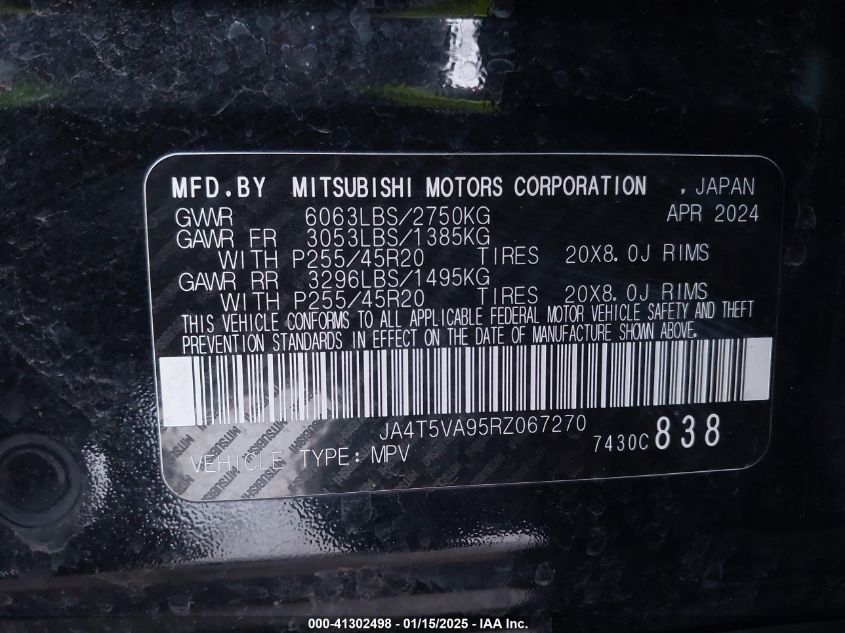 MFD.BY MITSUBISHI MOTORS CORPORATION , JAPAN
GVWR 6063LBS/2750KG APR 2024
GAWR FR 3053LBS/1385KG
WITH P255/45R20 TIRES 20X8.0J RIMS
GAWR RR 3296LBS/1495KG
WITH P255/45R20 TIRES 20X8.0J RIMS
THIS VEHICLE CONFORMS TO ALL APPLICABLE FEDERAL MOTOR VEHICLE SAFETY AND THEFT
PREVENTION STANDARDS IN EFFECT ON THE DATE OF MANUFACTURE SHOWN ABOVE.
JA4T5VA95RZ067270
VEHICLE TYPE: MPV 7430C 838
000-41302498 - 01/15/2025 - IAA Inc.